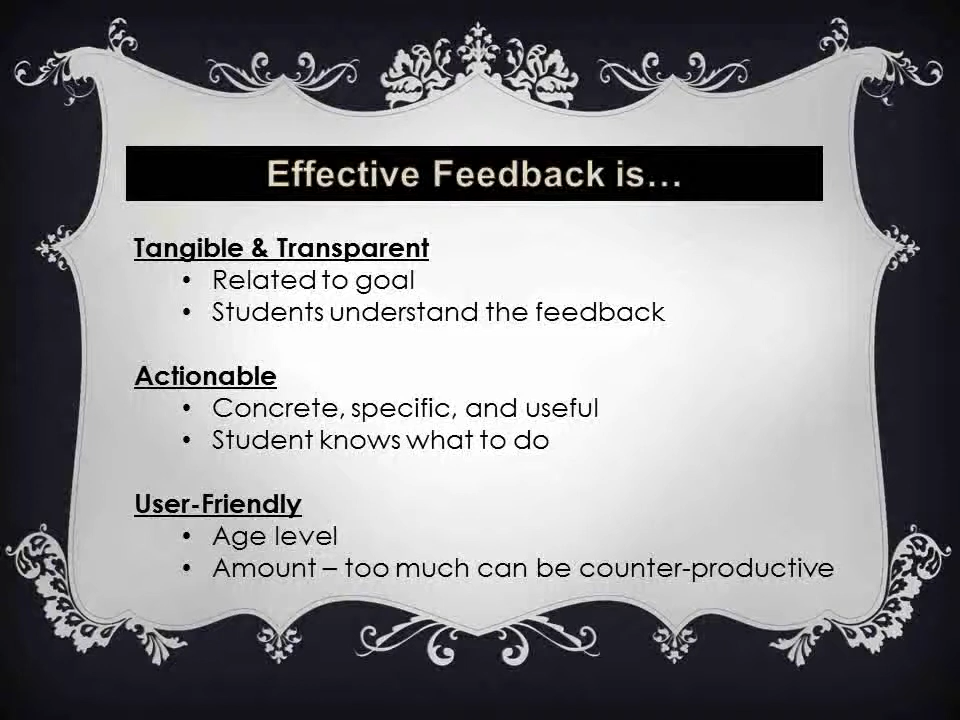 Effective Feedback is…
Tangible & Transparent
• Related to goal
• Students understand the feedback
Actionable
• Concrete, specific, and useful
• Student knows what to do
User-Friendly
• Age level
• Amount – too much can be counter-productive